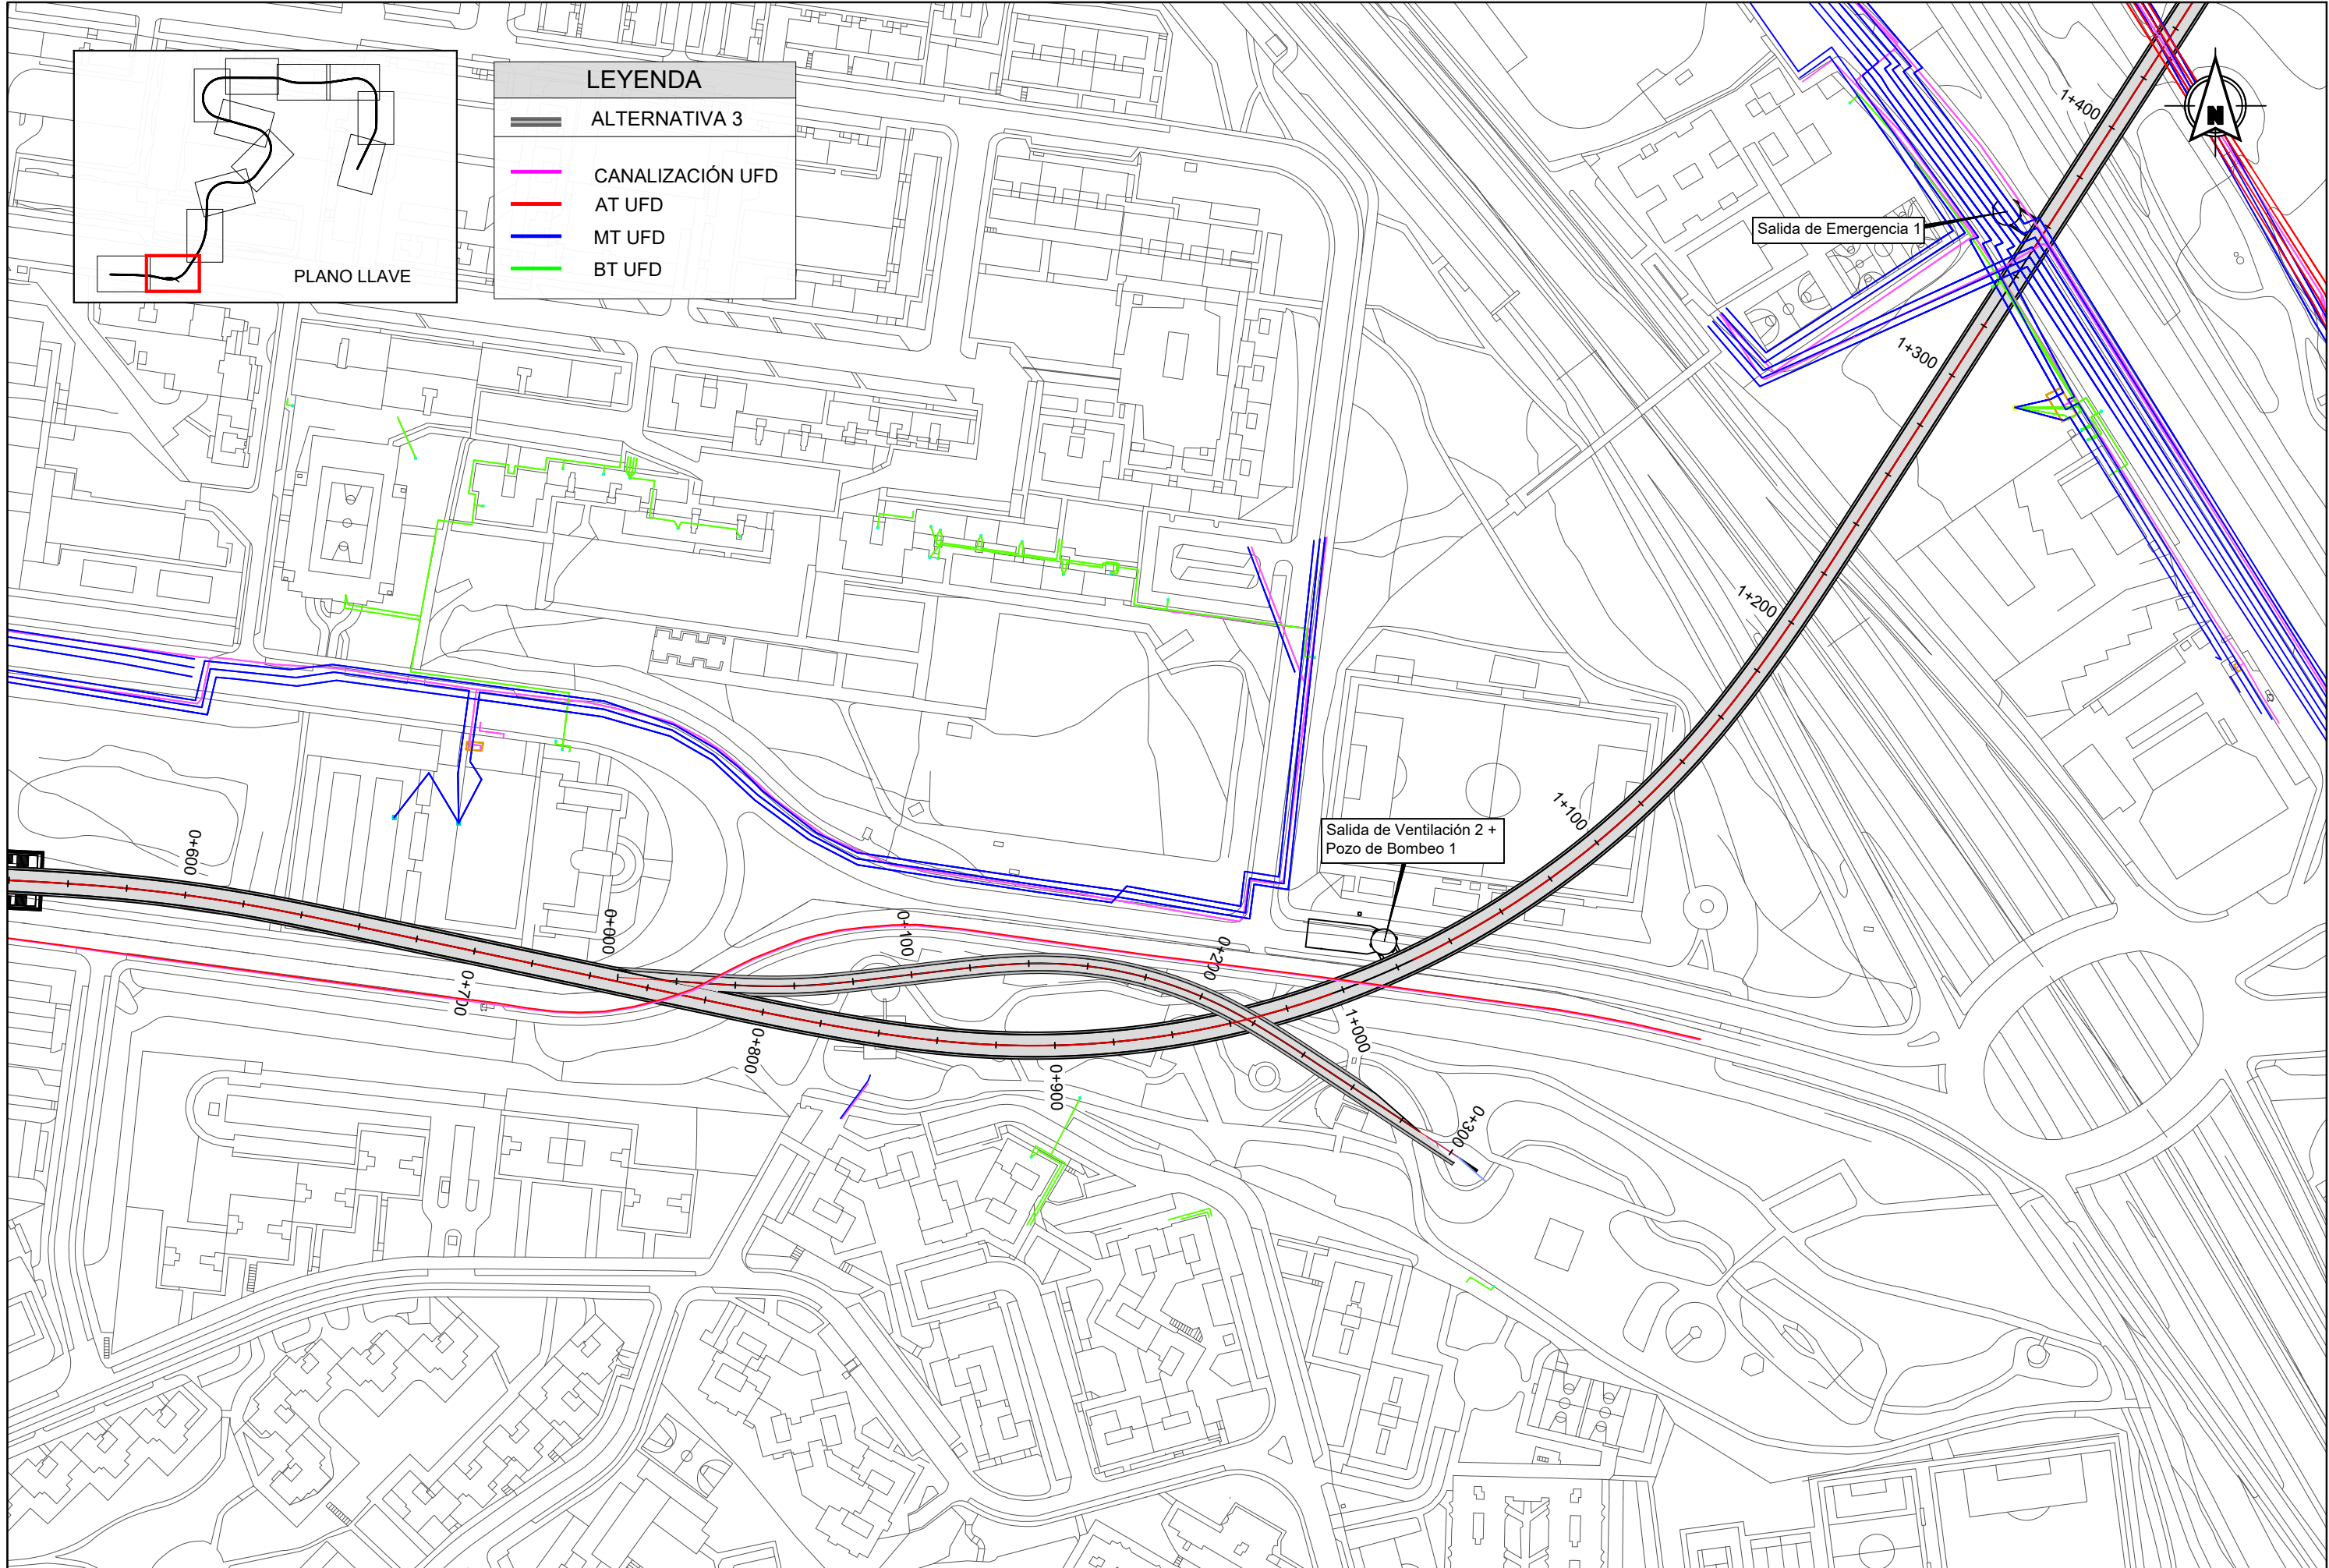 PLANO LLAVE
LEYENDA
ALTERNATIVA 3
CANALIZACIÓN UFD
AT UFD
MT UFD
BT UFD
N
1+400
Salida de Emergencia 1
1+300
1+200
1+100
Salida de Ventilación 2 +
Pozo de Bombeo 1
0+600
0+000
0+100
0+200
0+700
0+800
0+900
1+000
0+300